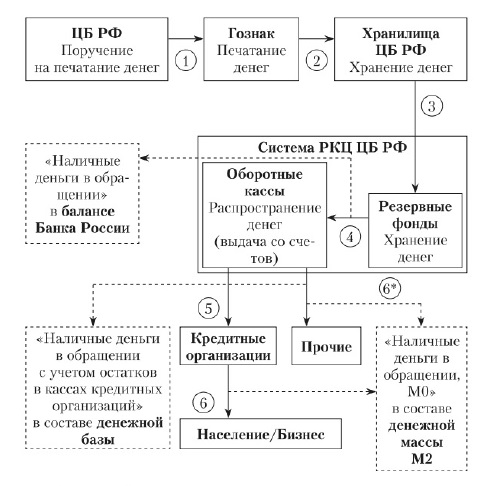 ЦБ РФ
Поручение
на печатание денег
1
Гознак
Печатание
денег
2
Хранилища
ЦБ РФ
Хранение денег
3
Система РКЦ ЦБ РФ
«Наличные
деньги в обра-
щении»
в балансе
Банка России
Оборотные
кассы
Распространение
денег
(выдача со сче-
тов)
4
Резервные
фонды
Хранение
денег
5
6*
«Наличные деньги
в обращении
с учетом остатков
в кассах кредитных
организаций»
в составе денежной
базы
Кредитные
организации
Прочие
«Наличные
деньги в
обращении,
М0»
в составе
денежной
массы
М2
6
Население/Бизнес